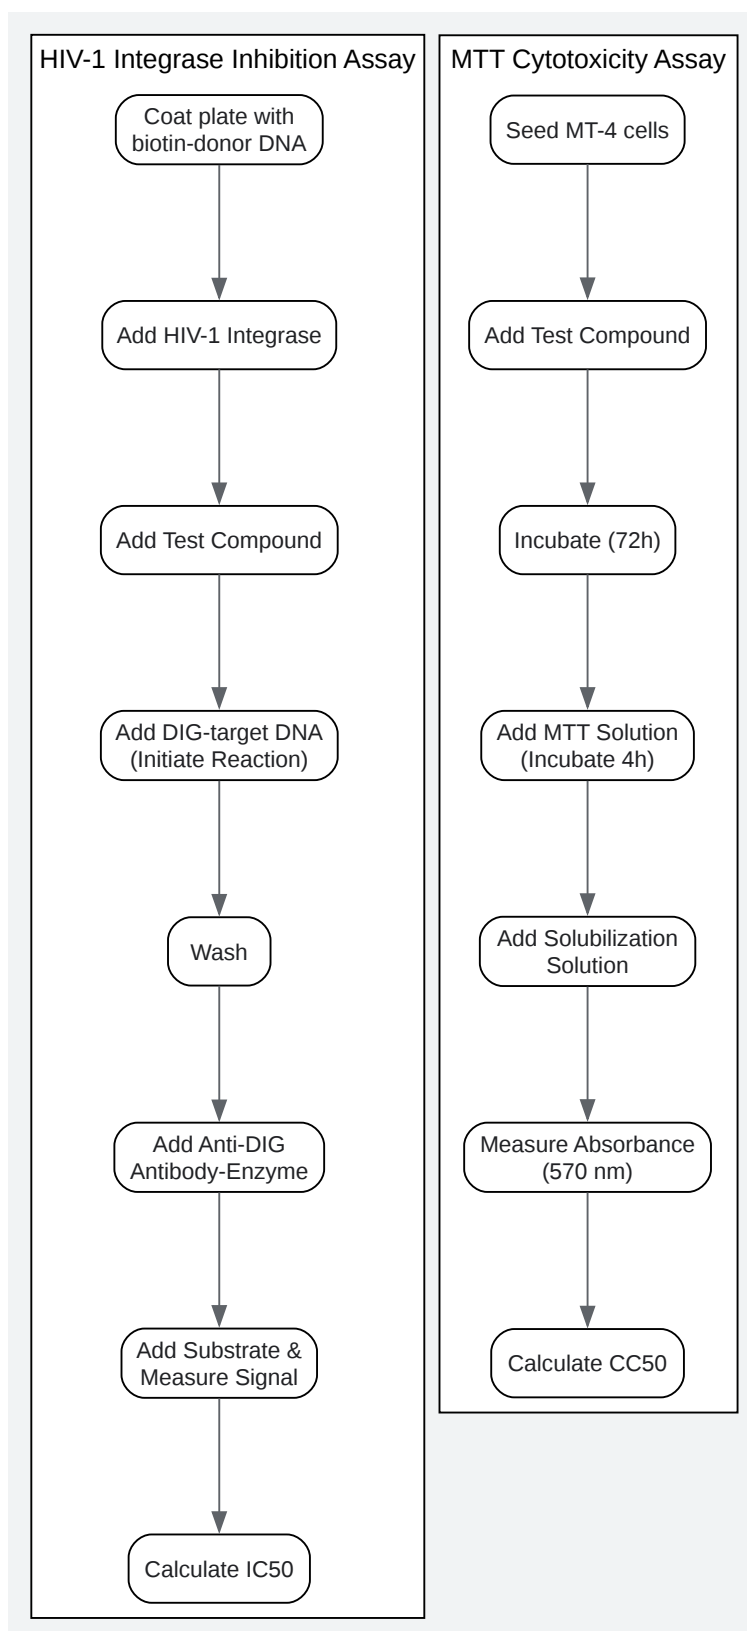 HIV-1 Integrase Inhibition Assay
Coat plate with
biotin-donor DNA
Add HIV-1 Integrase
Add Test Compound
Add DIG-target DNA
(Initiate Reaction)
Wash
Add Anti-DIG
Antibody-Enzyme
Add Substrate &
Measure Signal
Calculate IC50
MTT Cytotoxicity Assay
Seed MT-4 cells
Add Test Compound
Incubate (72h)
Add MTT Solution
(Incubate 4h)
Add Solubilization
Solution
Measure Absorbance
(570 nm)
Calculate CC50